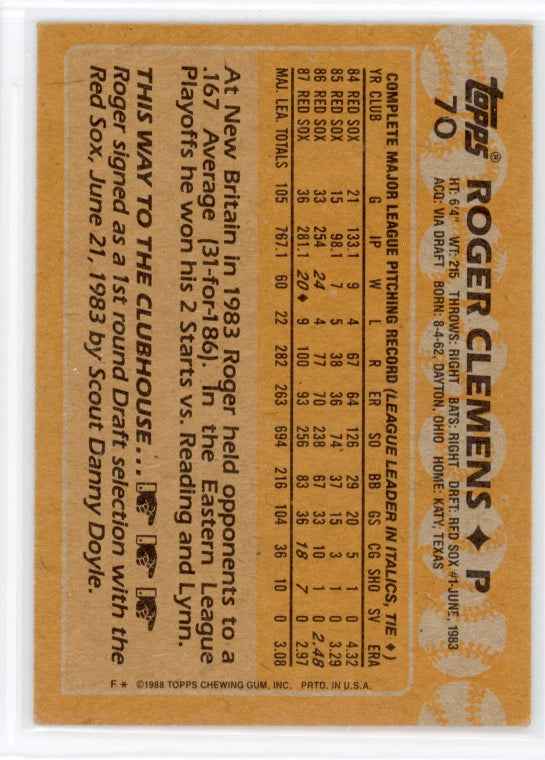 topps® ROGER CLEMENS ♦ P
70 HT: 6'4" WT: 215 THROWS: RIGHT BATS: RIGHT DRFT: RED SOX #1-JUNE, 1983
ACQ: VIA DRAFT BORN: 8-4-62, DAYTON, OHIO HOME: KATY, TEXAS
COMPLETE MAJOR LEAGUE PITCHING RECORD (LEAGUE LEADER IN ITALICS, TIE ♦)
YR CLUB G IP W L R ER SO BB GS CG SHO SV ERA
84 RED SOX 21 133.1 9 4 67 64 126 29 20 5 1 0 4.32
85 RED SOX 15 98.1 7 5 38 36 74 37 15 3 1 0 3.29
86 RED SOX 33 254 24 4 77 70 238 67 33 10 1 0 2.48
87 RED SOX 36 281.1 20♦ 9 100 93 256 83 36 18 7 0 2.97
MAJ. LEA. TOTALS 105 767.1 60 22 282 263 694 216 104 36 10 0 3.08
At New Britain in 1983 Roger held opponents to a
.167 Average (31-for-186). In the Eastern League
Playoffs he won his 2 Starts vs. Reading and Lynn.
THIS WAY TO THE CLUBHOUSE...
Roger signed as a 1st round Draft selection with the
Red Sox, June 21, 1983 by Scout Danny Doyle.
F * ©1988 TOPPS CHEWING GUM, INC. PRTD. IN U.S.A.